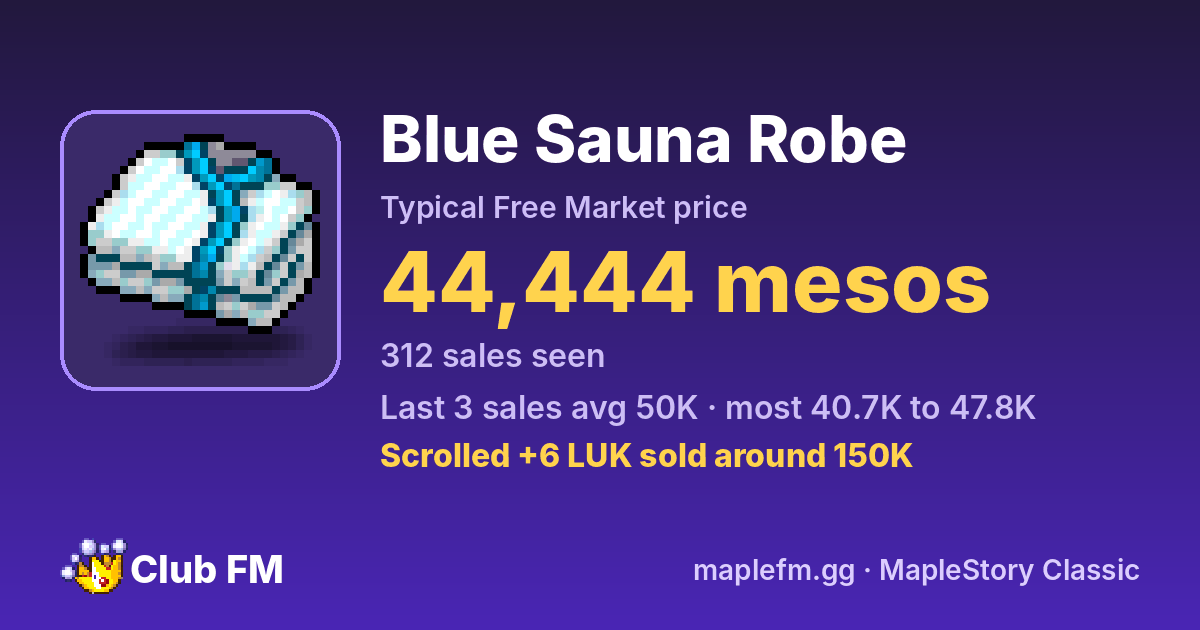 Blue Sauna Robe
Typical Free Market price
44,444 mesos
312 sales seen
Last 3 sales avg 50K · most 40.7K to 47.8K
Scrolled +6 LUK sold around 150K
Club FM
maplefm.gg · MapleStory Classic